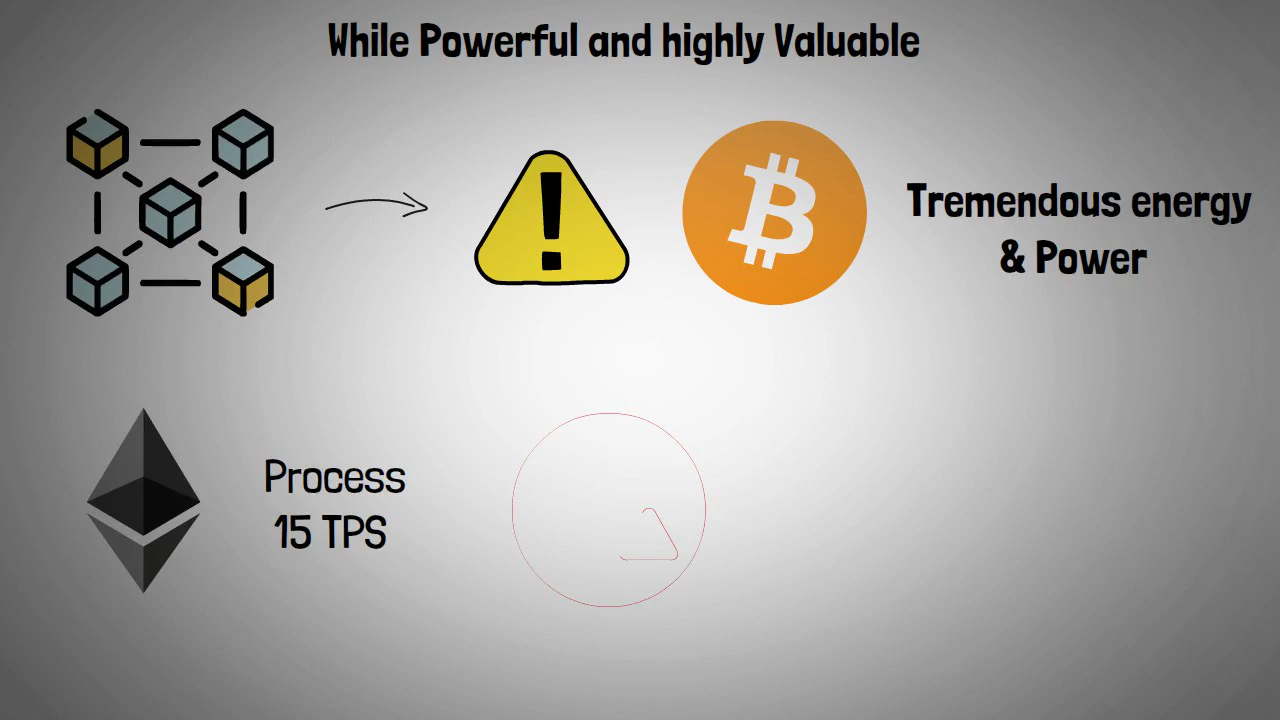 While Powerful and highly Valuable
Tremendous energy
& Power
Process
15 TPS